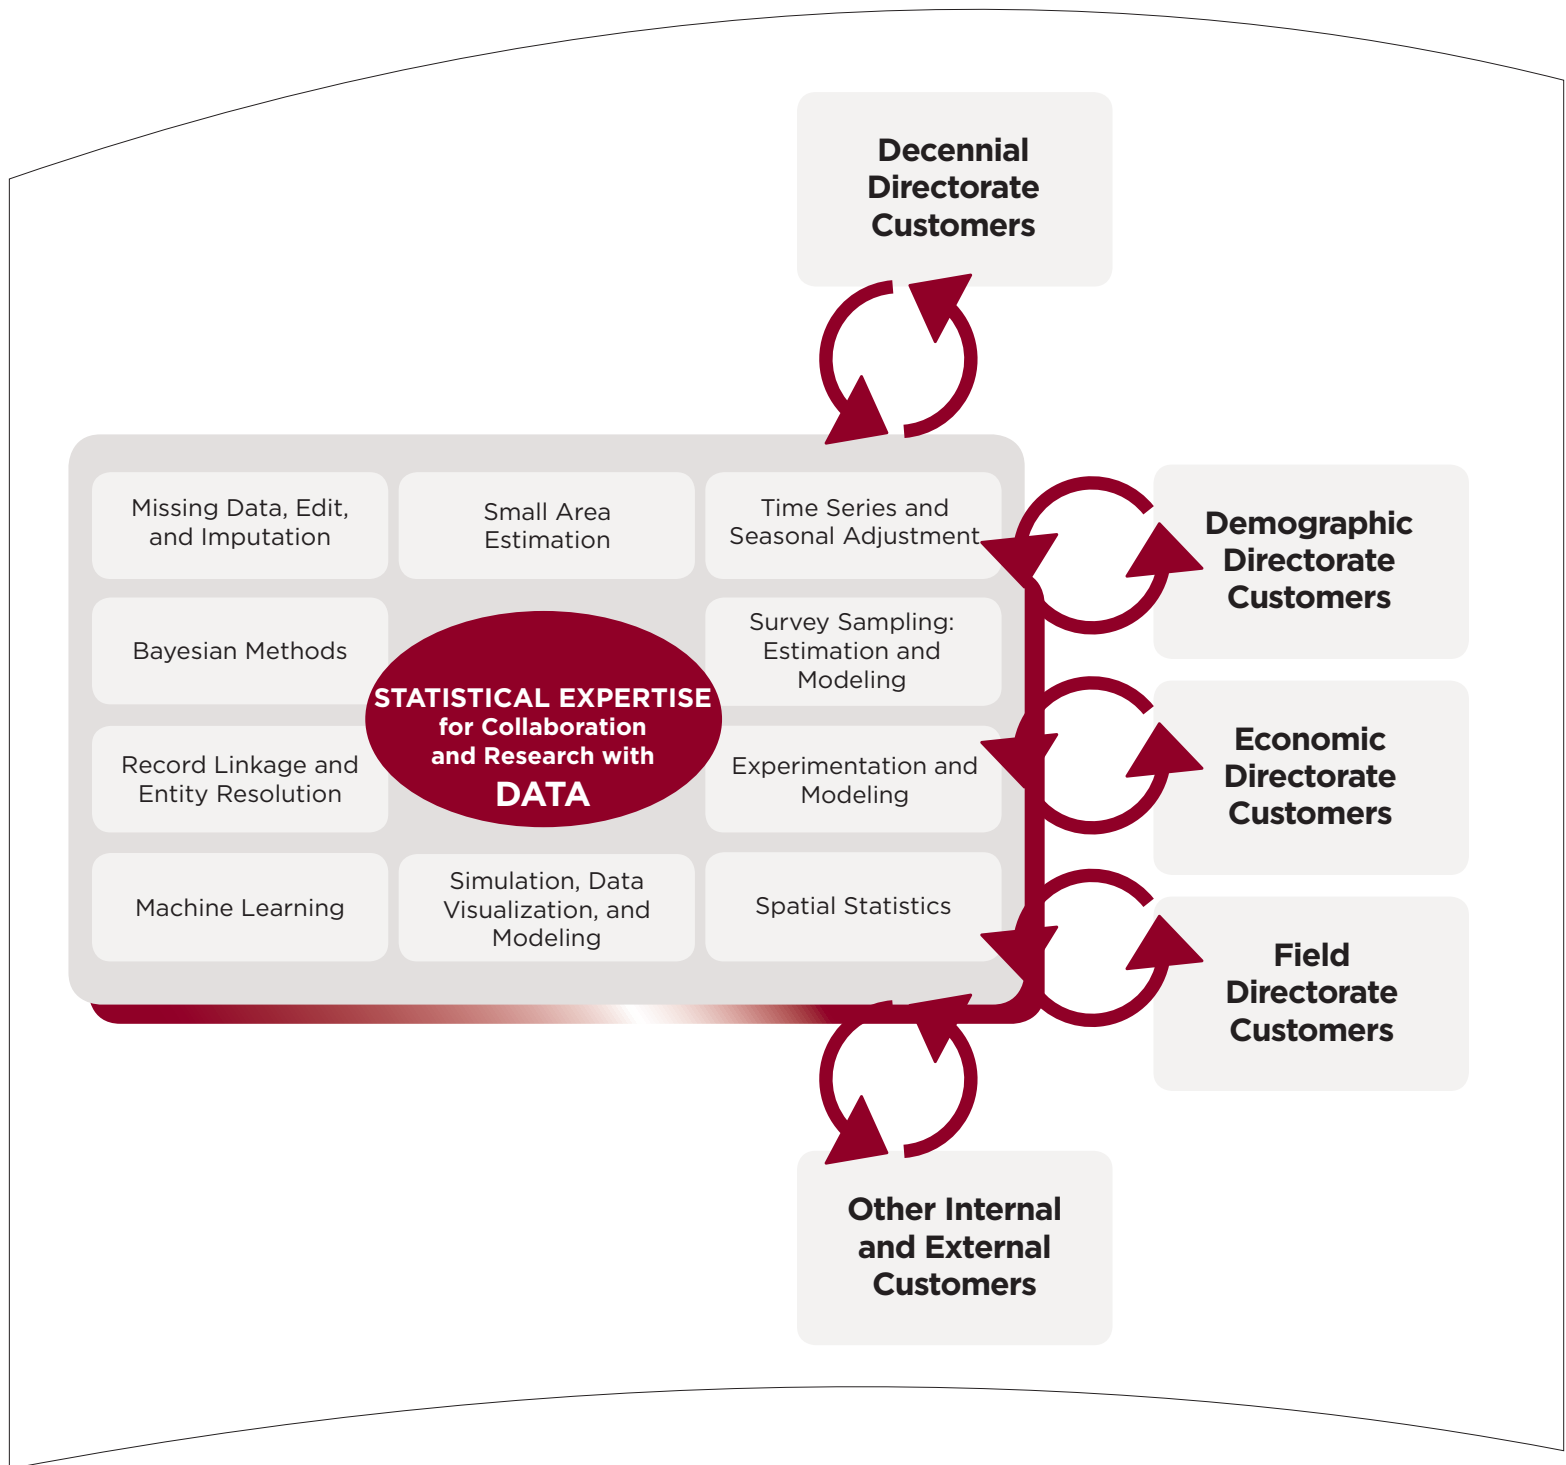 Decennial
Directorate
Customers
Missing Data, Edit,
and Imputation
Small Area
Estimation
Time Series and
Seasonal Adjustment
Bayesian Methods
STATISTICAL EXPERTISE
for Collaboration
and Research with
DATA
Survey Sampling:
Estimation and
Modeling
Record Linkage and
Entity Resolution
Experimentation and
Modeling
Machine Learning
Simulation, Data
Visualization, and
Modeling
Spatial Statistics
Demographic
Directorate
Customers
Economic
Directorate
Customers
Field
Directorate
Customers
Other Internal
and External
Customers